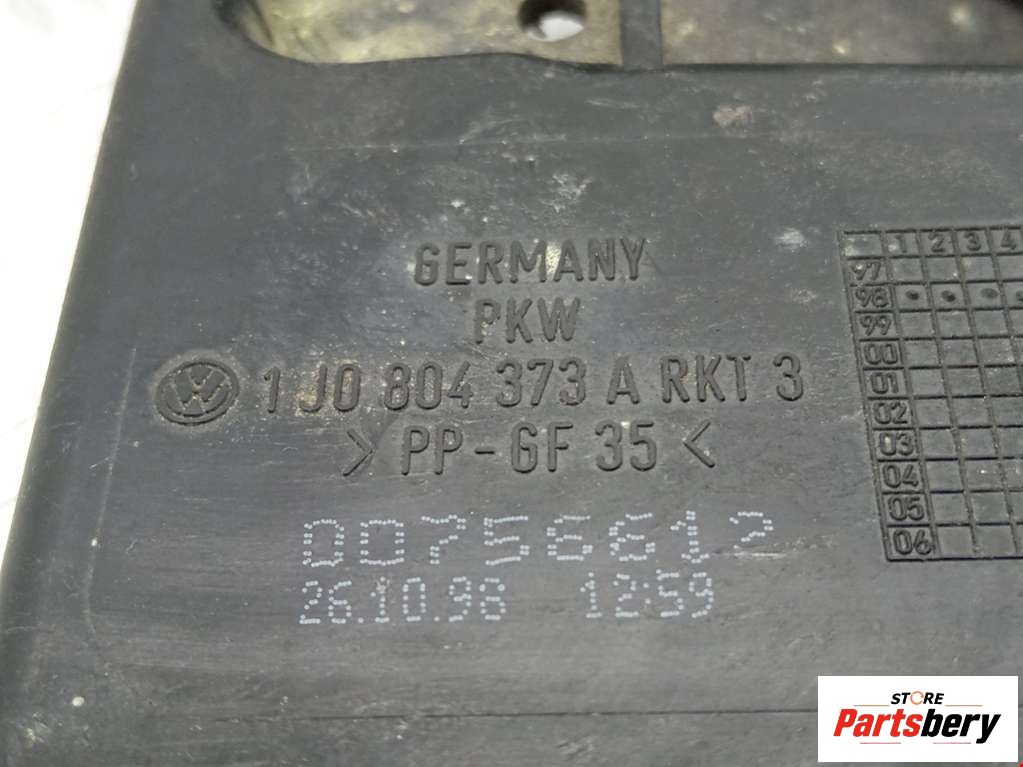 GERMANY
PKW
1J0 804 373 A RKT 3
> PP-GF 35 <
1 2 3 4
97
98
99
00
01
02
03
04
05
06
00756612
26.10.98 12:59
STORE
Partsbery